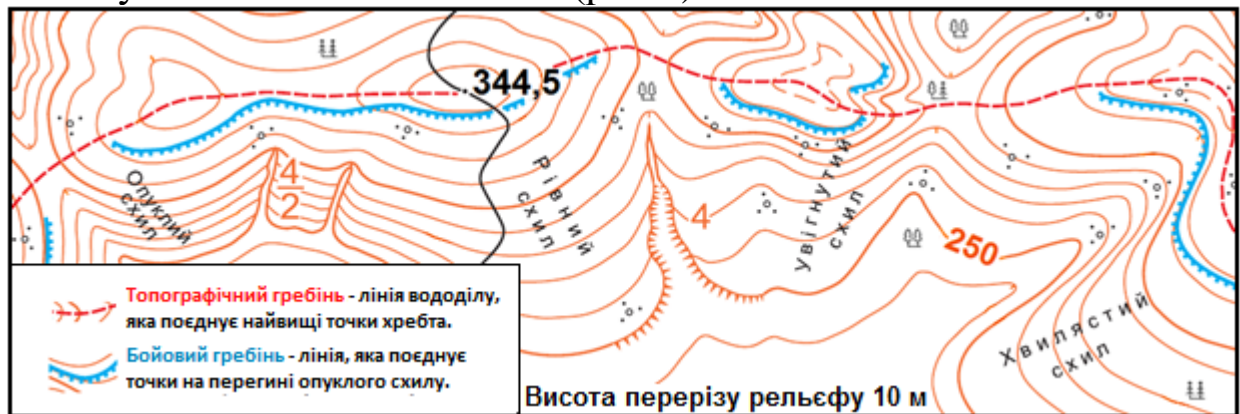 344,5
Опуклий
схил
4
2
Рівний
схил
4
Увігнутий
схил
250
Хвилястий
схил
Топографічний гребінь - лінія вододілу,
яка поєднує найвищі точки хребта.
Бойовий гребінь - лінія, яка поєднує
точки на перегині опуклого схилу.
Висота перерізу рельєфу 10 м